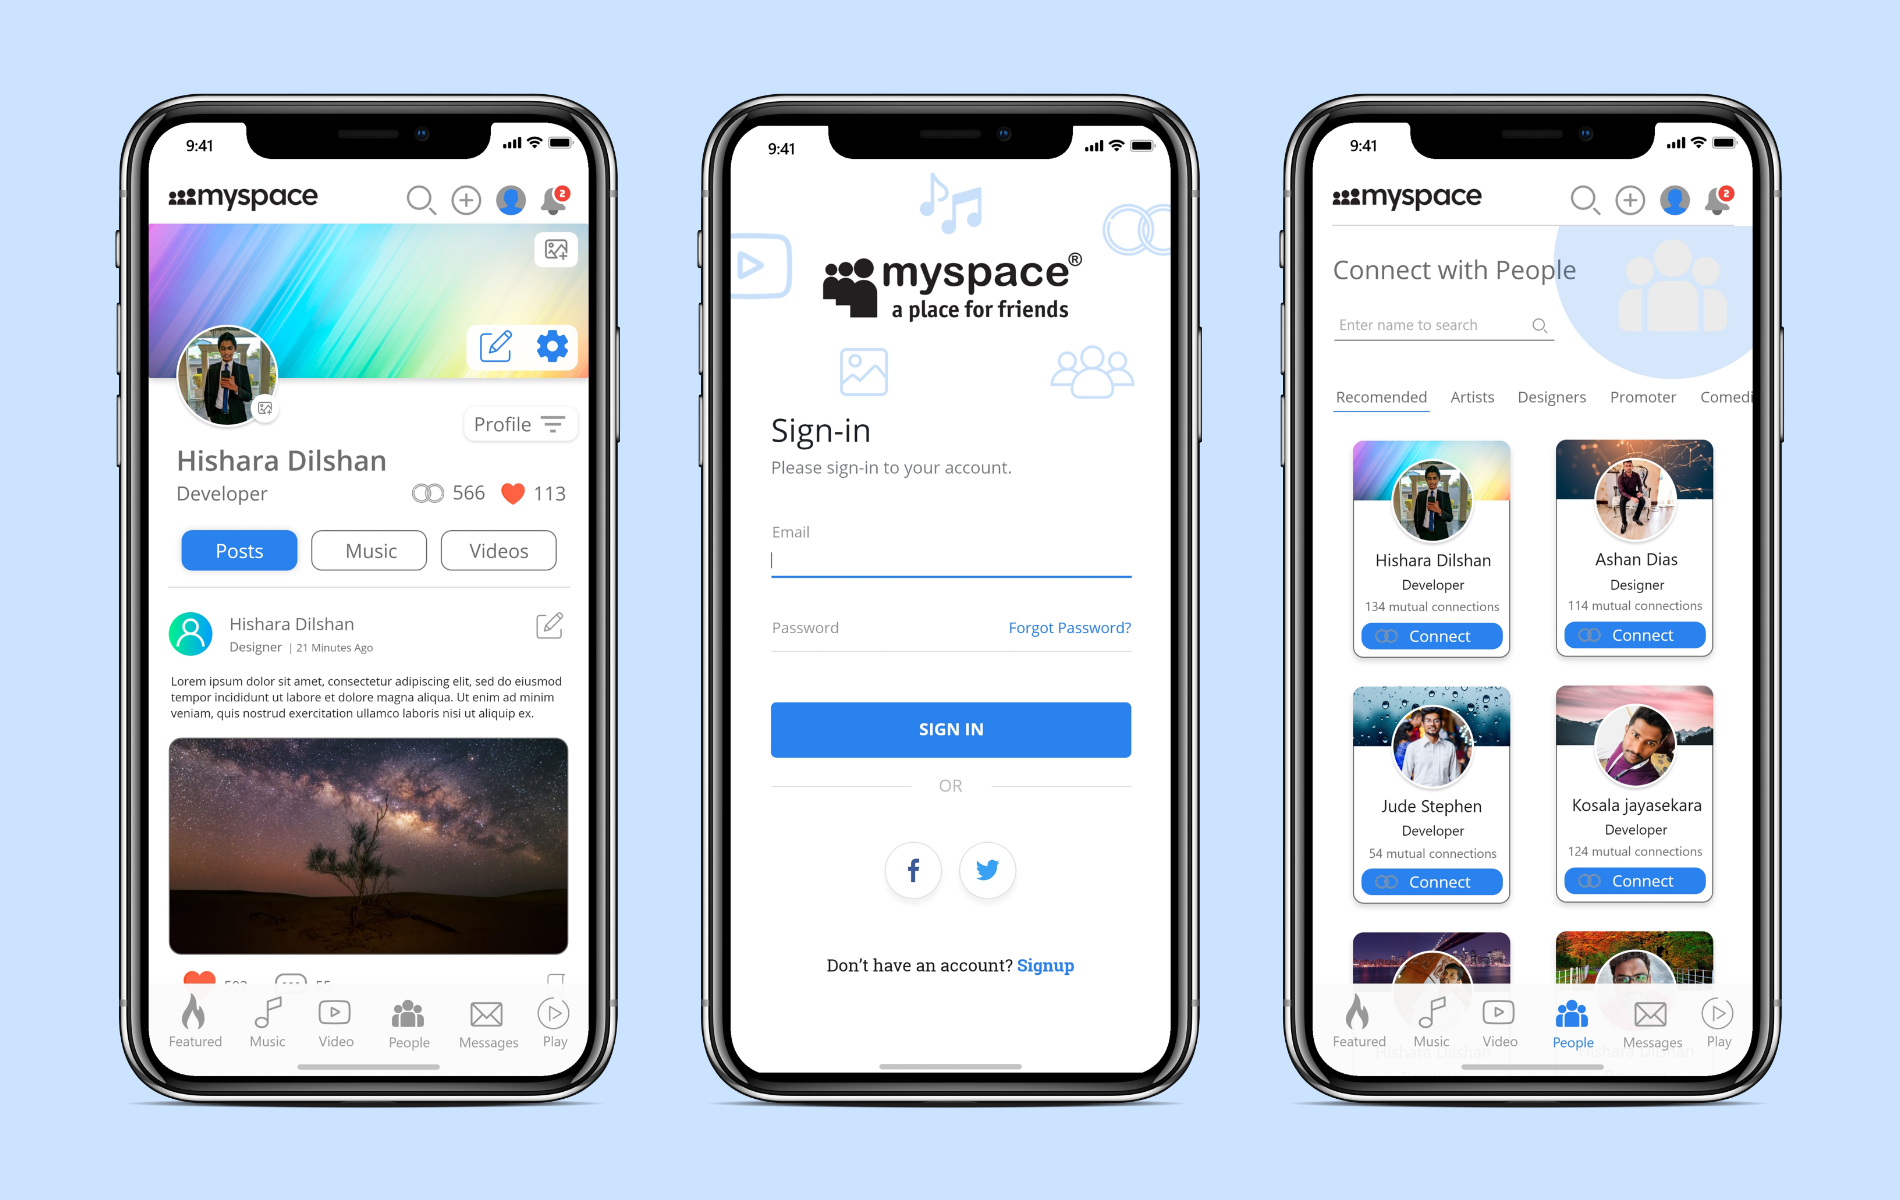 9:41
myspace
2
Profile
Hishara Dilshan
Developer
566
113
Posts
Music
Videos
Hishara Dilshan
Designer | 21 Minutes Ago
Lorem ipsum dolor sit amet, consectetur adipiscing elit, sed do eiusmod
tempor incididunt ut labore et dolore magna aliqua. Ut enim ad minim
veniam, quis nostrud exercitation ullamco laboris nisi ut aliquip ex.
Featured
Music
Video
People
Messages
Play
9:41
myspace®
a place for friends
Sign-in
Please sign-in to your account.
Email
Password
Forgot Password?
SIGN IN
OR
f
Don't have an account? Signup
9:41
myspace
2
Connect with People
Enter name to search
Recomended
Artists
Designers
Promoter
Comedi
Hishara Dilshan
Developer
134 mutual connections
Connect
Ashan Dias
Designer
114 mutual connections
Connect
Jude Stephen
Developer
54 mutual connections
Connect
Kosala jayasekara
Developer
124 mutual connections
Connect
Featured
Music
Video
People
Messages
Play
Hishara Dilshan
Hishara Dilshan